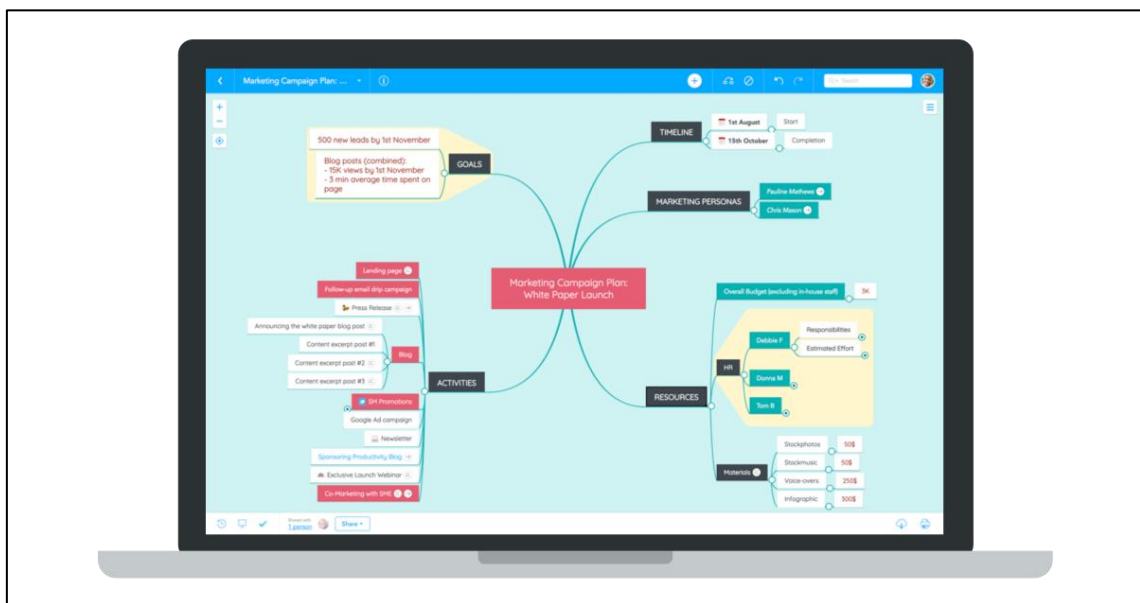 Marketing Campaign Plan: ...
Search
500 new leads by 1st November
Blog posts (combined):
- 15K views by 1st November
- 3 min average time spent on
page
GOALS
TIMELINE
1st August
Start
15th October
Completion
MARKETING PERSONAS
Pauline Mathews
Chris Mason
Marketing Campaign Plan:
White Paper Launch
Landing page
Follow-up email drip campaign
Press Release
Announcing the white paper blog post
Content excerpt post #1
Content excerpt post #2
Content excerpt post #3
Blog
ACTIVITIES
SM Promotions
Google Ad campaign
Newsletter
Sponsoring Productivity Blog
Exclusive Launch Webinar
Co-Marketing with SME
Overall Budget (excluding in-house staff)
3K
HR
Debbie F
Responsibilities
Estimated Effort
Donna M
Tom B
RESOURCES
Materials
Stockphotos
50$
Stockmusic
50$
Voice-overs
250$
Infographic
300$
Shared with
1 person
Share